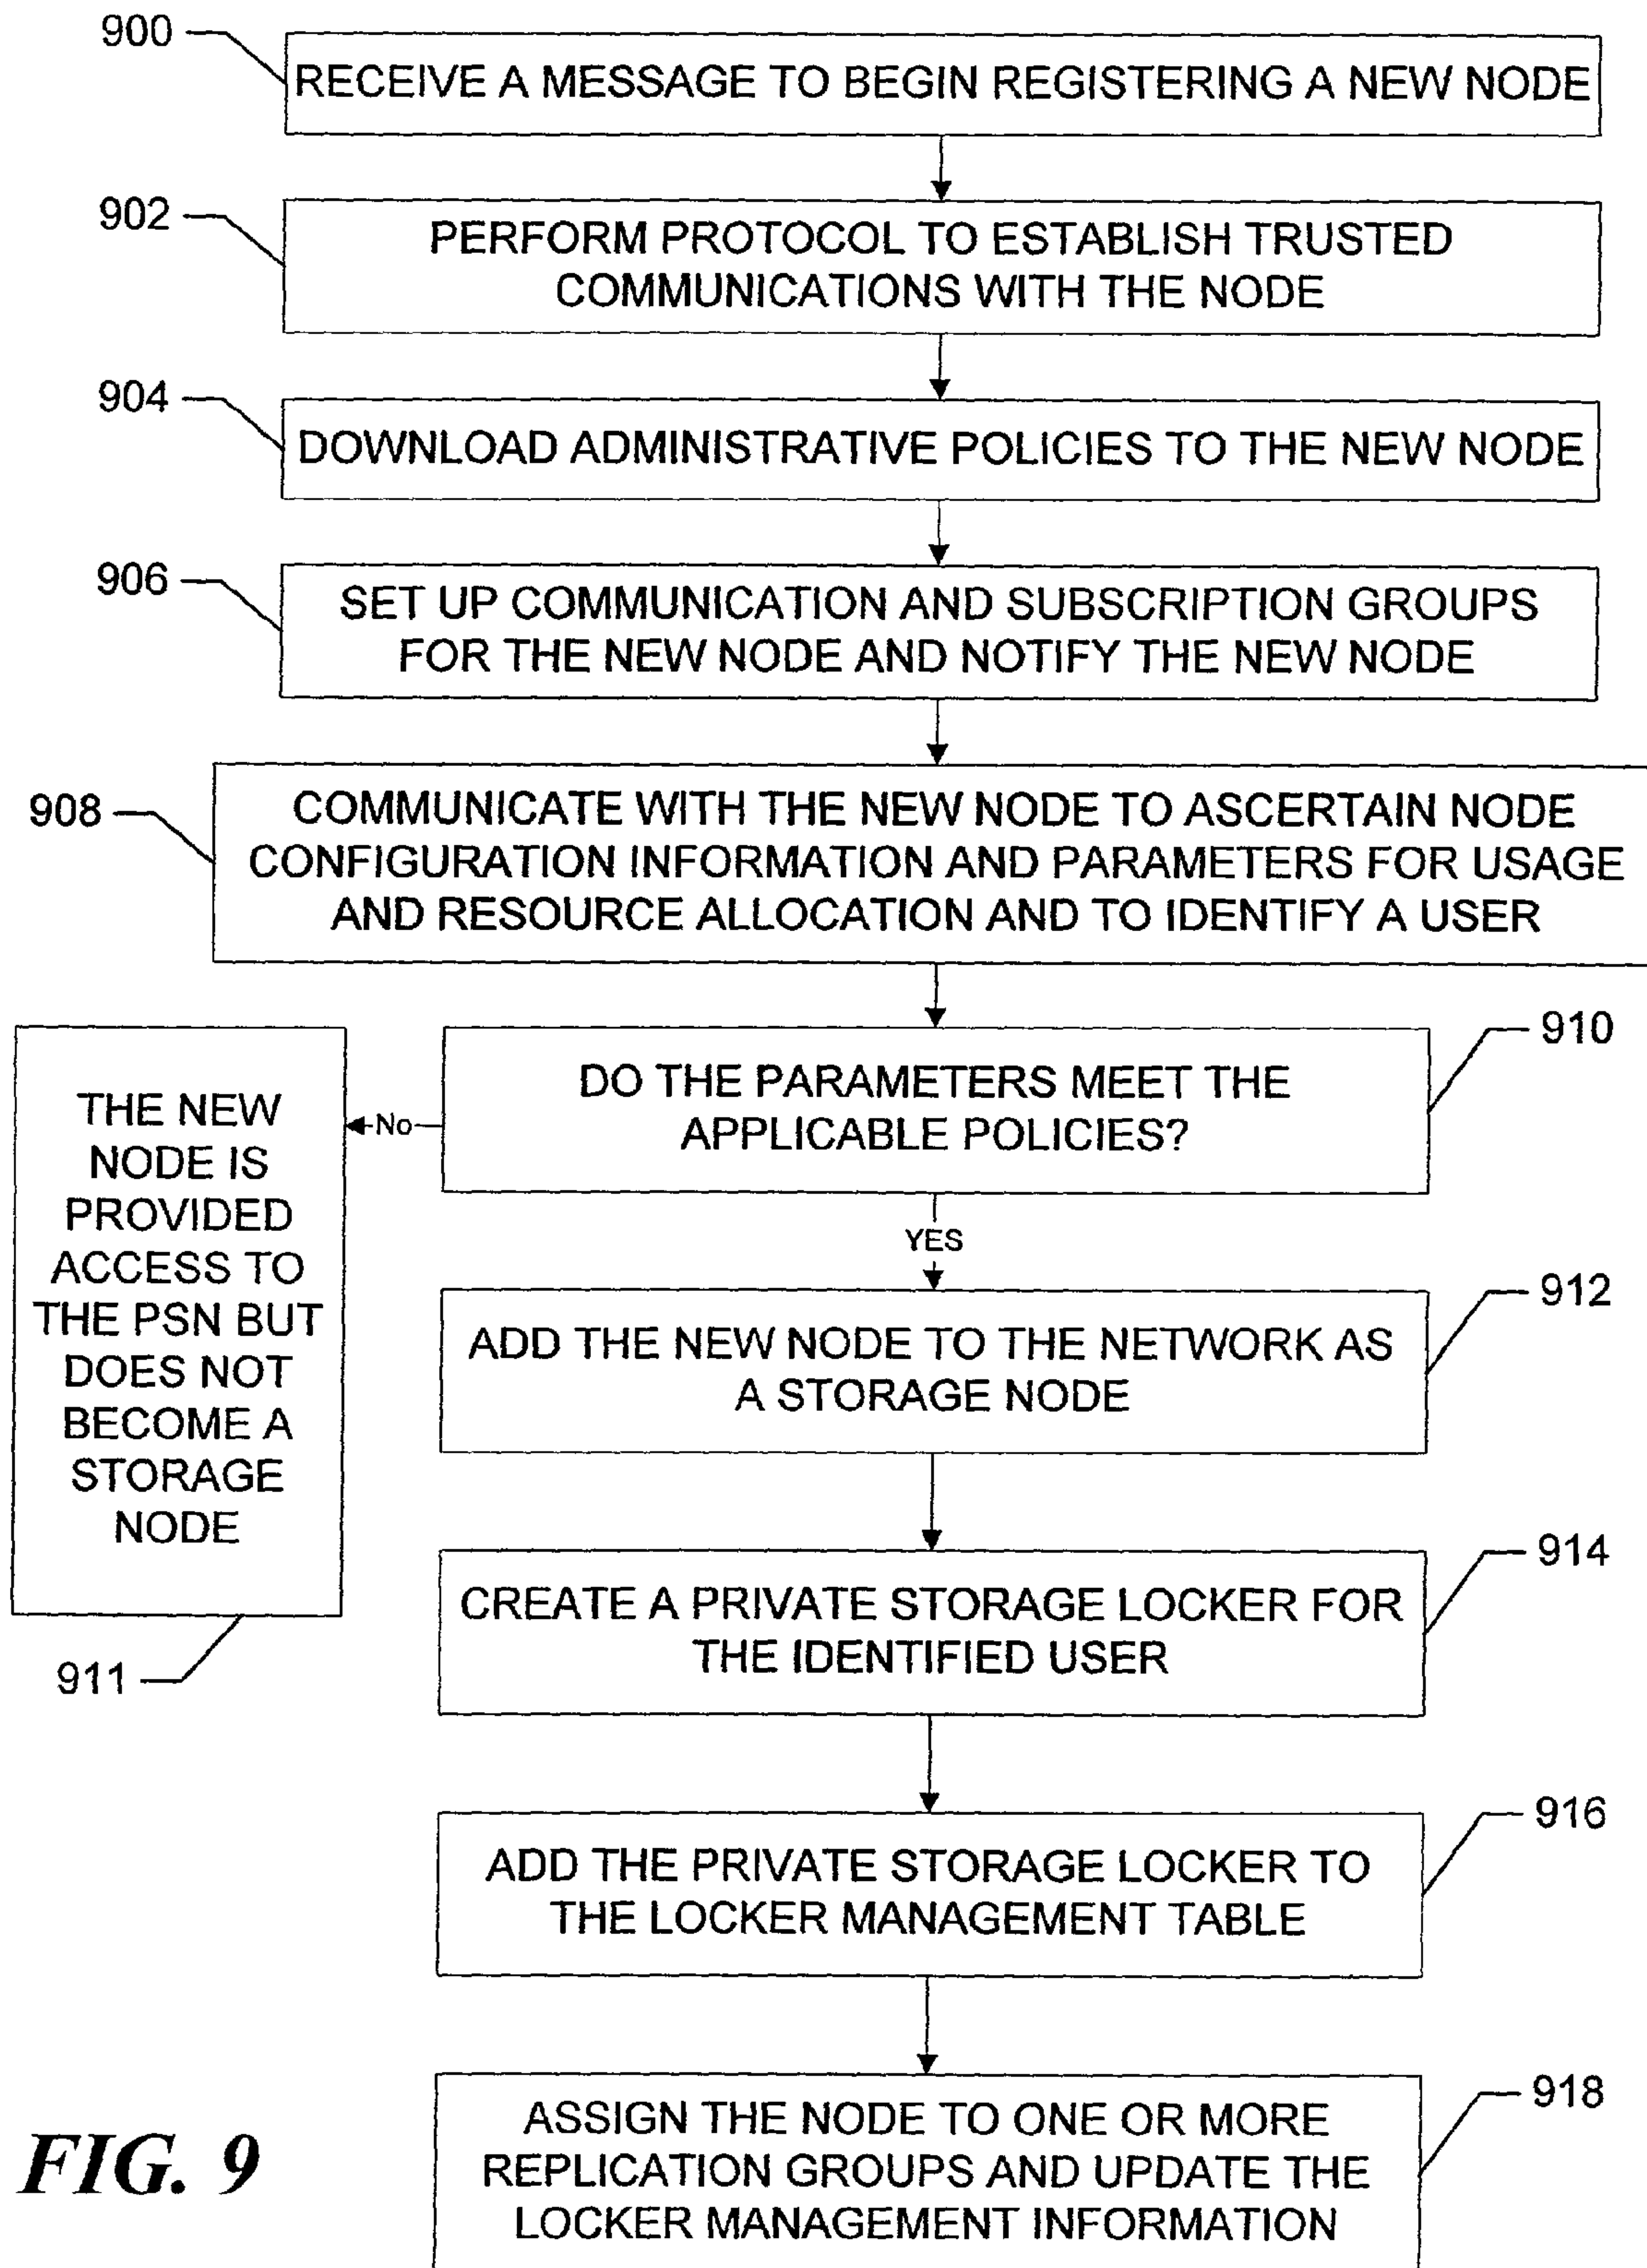 900
RECEIVE A MESSAGE TO BEGIN REGISTERING A NEW NODE
902
PERFORM PROTOCOL TO ESTABLISH TRUSTED
COMMUNICATIONS WITH THE NODE
904
DOWNLOAD ADMINISTRATIVE POLICIES TO THE NEW NODE
906
SET UP COMMUNICATION AND SUBSCRIPTION GROUPS
FOR THE NEW NODE AND NOTIFY THE NEW NODE
908
COMMUNICATE WITH THE NEW NODE TO ASCERTAIN NODE
CONFIGURATION INFORMATION AND PARAMETERS FOR USAGE
AND RESOURCE ALLOCATION AND TO IDENTIFY A USER
910
DO THE PARAMETERS MEET THE
APPLICABLE POLICIES?
No
THE NEW
NODE IS
PROVIDED
ACCESS TO
THE PSN BUT
DOES NOT
BECOME A
STORAGE
NODE
911
YES
912
ADD THE NEW NODE TO THE NETWORK AS
A STORAGE NODE
914
CREATE A PRIVATE STORAGE LOCKER FOR
THE IDENTIFIED USER
916
ADD THE PRIVATE STORAGE LOCKER TO
THE LOCKER MANAGEMENT TABLE
918
ASSIGN THE NODE TO ONE OR MORE
REPLICATION GROUPS AND UPDATE THE
LOCKER MANAGEMENT INFORMATION
FIG. 9